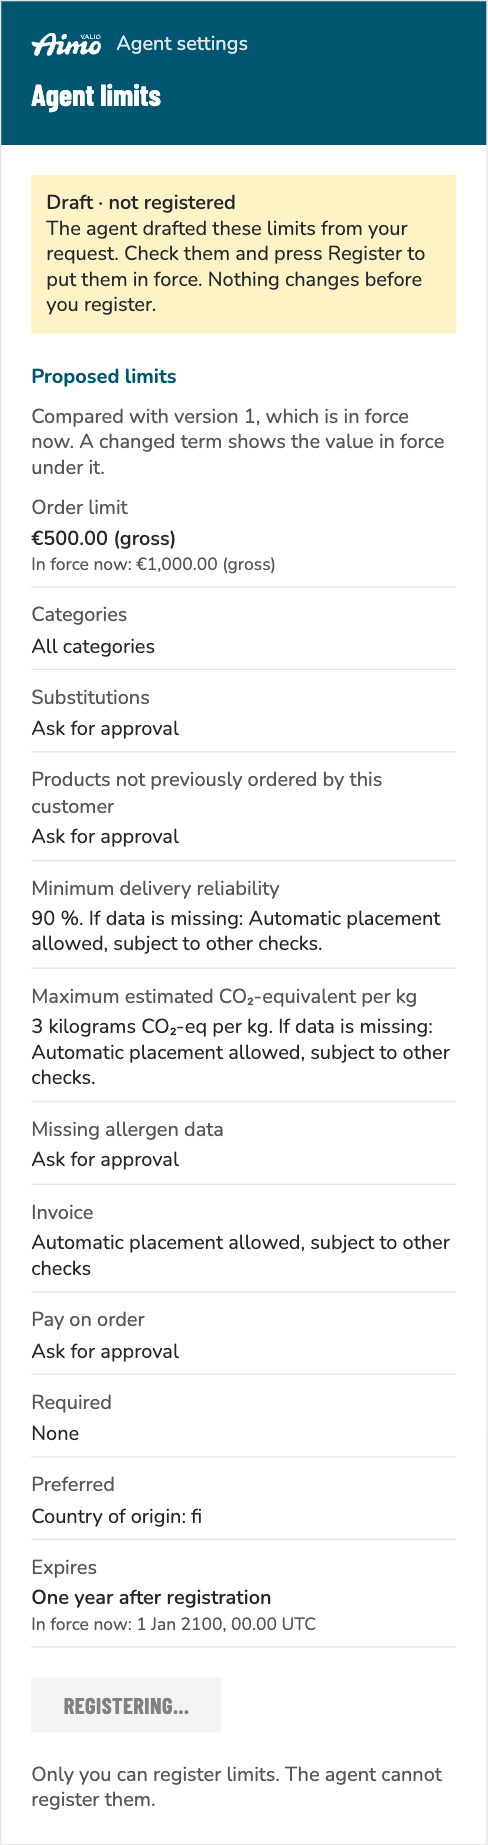 VALIO
Aimo Agent settings
Agent limits
Draft · not registered
The agent drafted these limits from your
request. Check them and press Register to
put them in force. Nothing changes before
you register.
Proposed limits
Compared with version 1, which is in force
now. A changed term shows the value in force
under it.
Order limit
€500.00 (gross)
In force now: €1,000.00 (gross)
Categories
All categories
Substitutions
Ask for approval
Products not previously ordered by this
customer
Ask for approval
Minimum delivery reliability
90 %. If data is missing: Automatic placement
allowed, subject to other checks.
Maximum estimated CO₂-equivalent per kg
3 kilograms CO₂-eq per kg. If data is missing:
Automatic placement allowed, subject to other
checks.
Missing allergen data
Ask for approval
Invoice
Automatic placement allowed, subject to other
checks
Pay on order
Ask for approval
Required
None
Preferred
Country of origin: fi
Expires
One year after registration
In force now: 1 Jan 2100, 00.00 UTC
REGISTERING...
Only you can register limits. The agent cannot
register them.